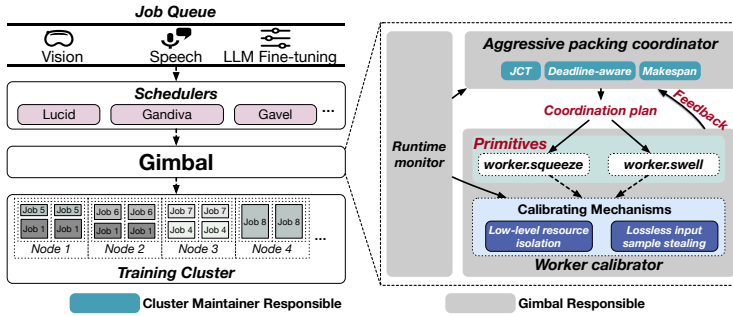 Job Queue
Vision
Speech
LLM Fine-tuning
Schedulers
Lucid
Gandiva
Gavel
...
Gimbal
Job 5
Job 5
Job 1
Job 1
Node 1
Job 6
Job 6
Job 1
Job 1
Node 2
Job 7
Job 7
Job 4
Job 4
Node 3
Job 8
Job 8
Node 4
...
Training Cluster
Cluster Maintainer Responsible
Runtime
monitor
Aggressive packing coordinator
JCT
Deadline-aware
Makespan
Coordination plan
Feedback
Primitives
worker.squeeze
worker.swell
Calibrating Mechanisms
Low-level resource
isolation
Lossless input
sample stealing
Worker calibrator
Gimbal Responsible